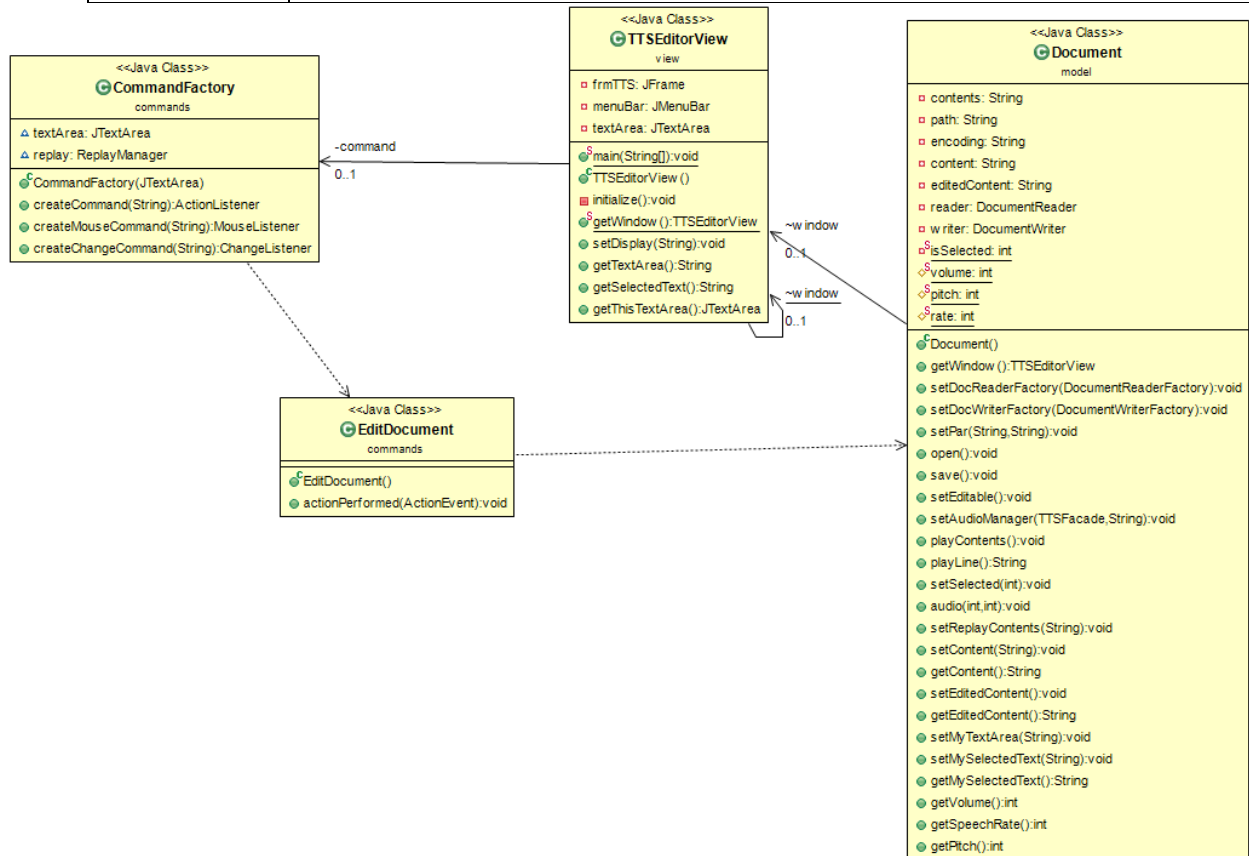 <<Java Class>>
CommandFactory
commands
textArea: JTextArea
replay: ReplayManager
CommandFactory(JTextArea)
createCommand(String):ActionListener
createMouseCommand(String):MouseListener
createChangeCommand(String):ChangeListener
-command
0..1
<<Java Class>>
TTSEditorView
view
frmTTS: JFrame
menuBar: JMenuBar
textArea: JTextArea
main(String[]):void
TTSEditorView()
initialize():void
getWindow():TTSEditorView
setDisplay(String):void
getTextArea():String
getSelectedText():String
getThisTextArea():JTextArea
~window
0..1
~window
0..1
<<Java Class>>
EditDocument
commands
EditDocument()
actionPerformed(ActionEvent):void
<<Java Class>>
Document
model
contents: String
path: String
encoding: String
content: String
editedContent: String
reader: DocumentReader
writer: DocumentWriter
isSelected: int
volume: int
pitch: int
rate: int
Document()
getWindow():TTSEditorView
setDocReaderFactory(DocumentReaderFactory):void
setDocWriterFactory(DocumentWriterFactory):void
setPar(String,String):void
open():void
save():void
setEditable():void
setAudioManager(TTSFacade,String):void
playContents():void
playLine():String
setSelected(int):void
audio(int,int):void
setReplayContents(String):void
setContent(String):void
getContent():String
setEditedContent():void
getEditedContent():String
setMyTextArea(String):void
setMySelectedText(String):void
getMySelectedText():String
getVolume():int
getSpeechRate():int
getPitch():int